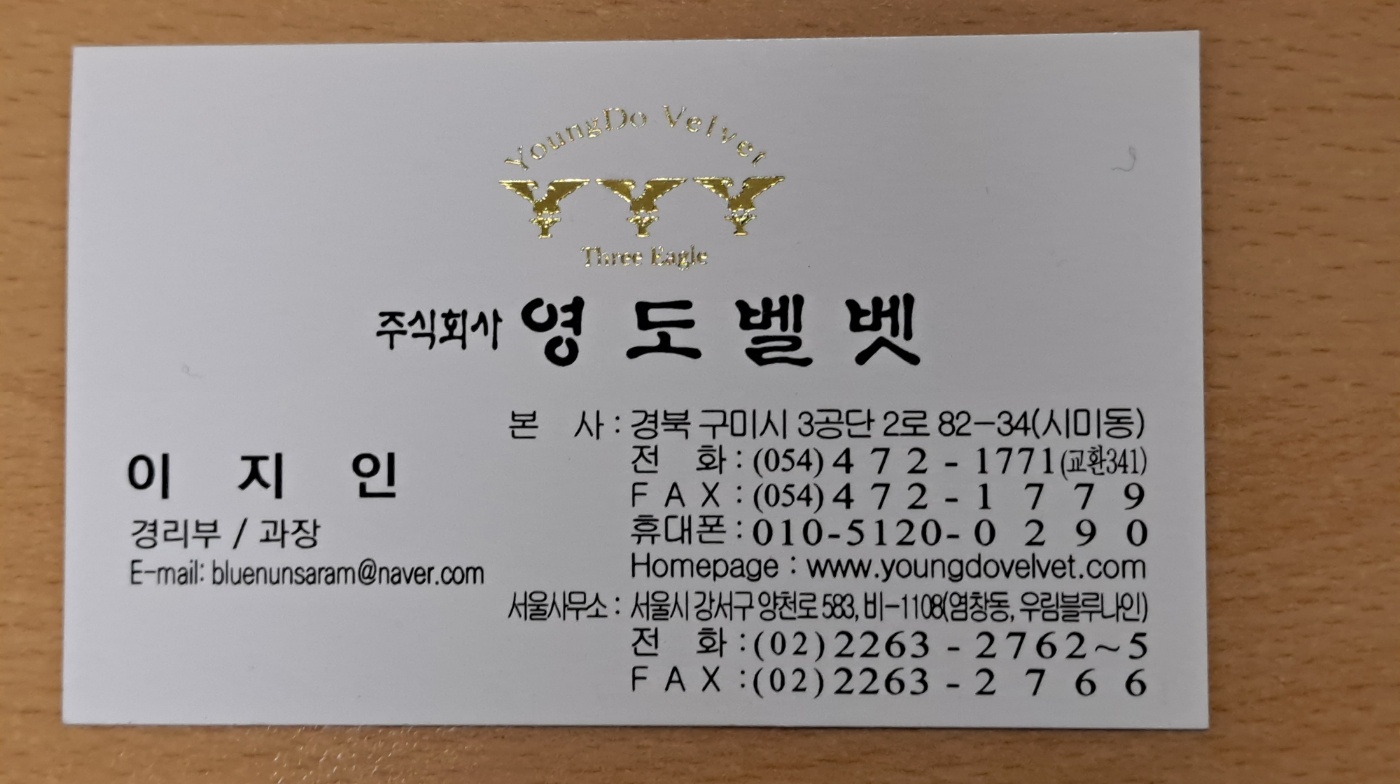 YoungDo Velvet
Three Eagle
주식회사 영도벨벳
이 지 인
경리부 / 과장
E-mail: bluenunsaram@naver.com
본 사 : 경북 구미시 3공단 2로 82-34(시미동)
전 화 : (054) 472-1771(교환341)
FAX : (054) 472-1779
휴대폰 : 010-5120-0290
Homepage : www.youngdovelvet.com
서울사무소 : 서울시 강서구 양천로 583, 비-1108(염창동, 우림블루나인)
전 화 : (02) 2263-2762~5
FAX : (02) 2263-2766